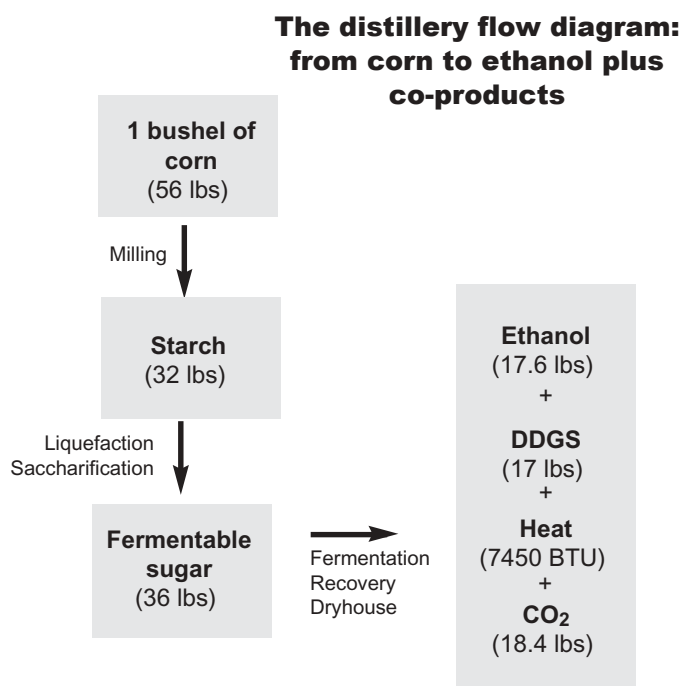 The distillery flow diagram:
from corn to ethanol plus
co-products
1 bushel of
corn
(56 lbs)
Milling
Starch
(32 lbs)
Liquefaction
Saccharification
Fermentable
sugar
(36 lbs)
Fermentation
Recovery
Dryhouse
Ethanol
(17.6 lbs)
+
DDGS
(17 lbs)
+
Heat
(7450 BTU)
+
CO₂
(18.4 lbs)